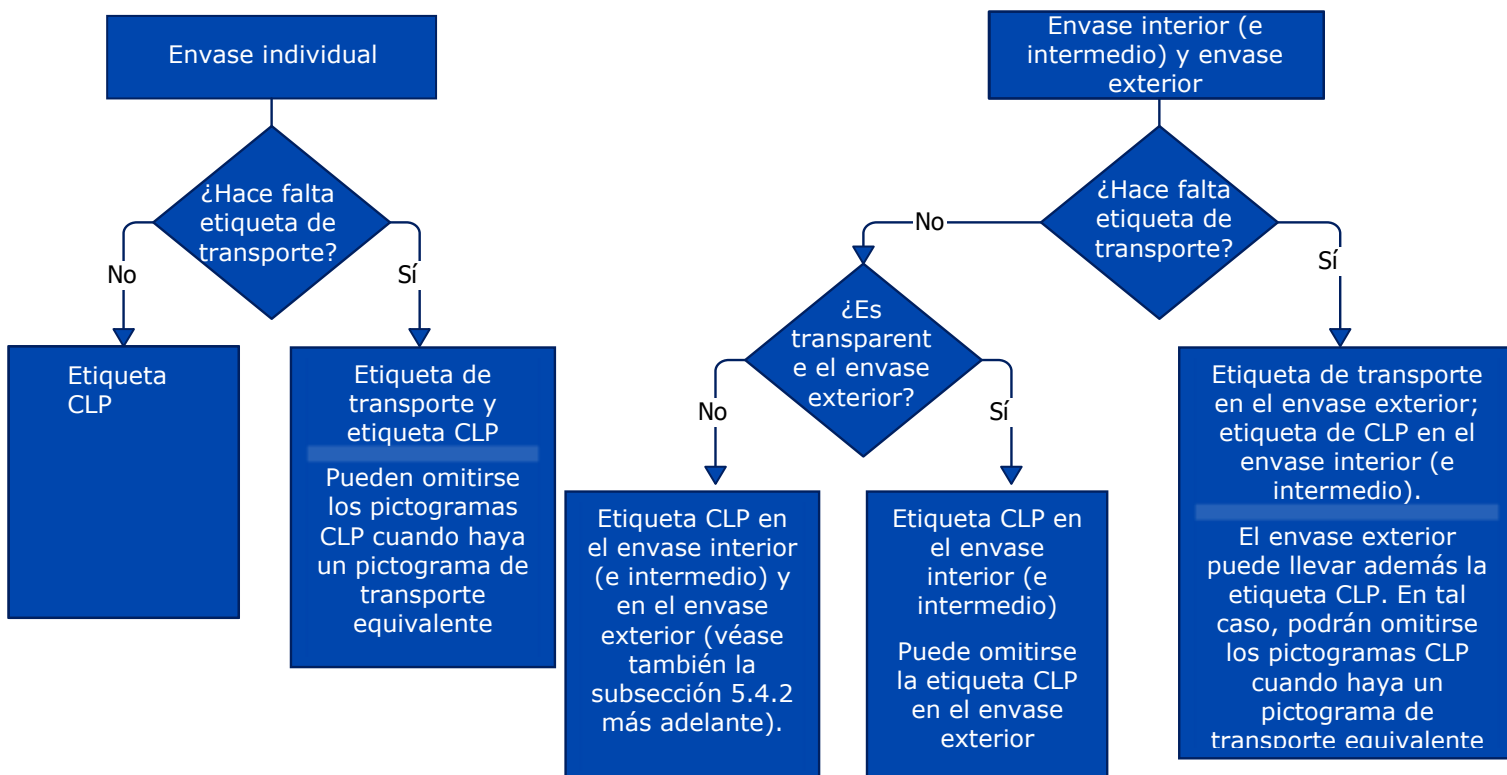 Envase individual
¿Hace falta
etiqueta de
transporte?
No
Sí
Etiqueta
CLP
Etiqueta de
transporte y
etiqueta CLP
Pueden omitirse
los pictogramas
CLP cuando haya
un pictograma de
transporte
equivalente
Envase interior (e
intermedio) y envase
exterior
¿Hace falta
etiqueta de
transporte?
No
Sí
¿Es
transparent
e el envase
exterior?
No
Sí
Etiqueta CLP en
el envase interior
(e intermedio) y
en el envase
exterior (véase
también la
subsección 5.4.2
más adelante).
Etiqueta CLP en
el envase
interior (e
intermedio)
Puede omitirse
la etiqueta CLP
en el envase
exterior
Etiqueta de transporte
en el envase exterior;
etiqueta de CLP en el
envase interior (e
intermedio).
El envase exterior
puede llevar además la
etiqueta CLP. En tal
caso, podrán omitirse
los pictogramas CLP
cuando haya un
pictograma de
transporte equivalente